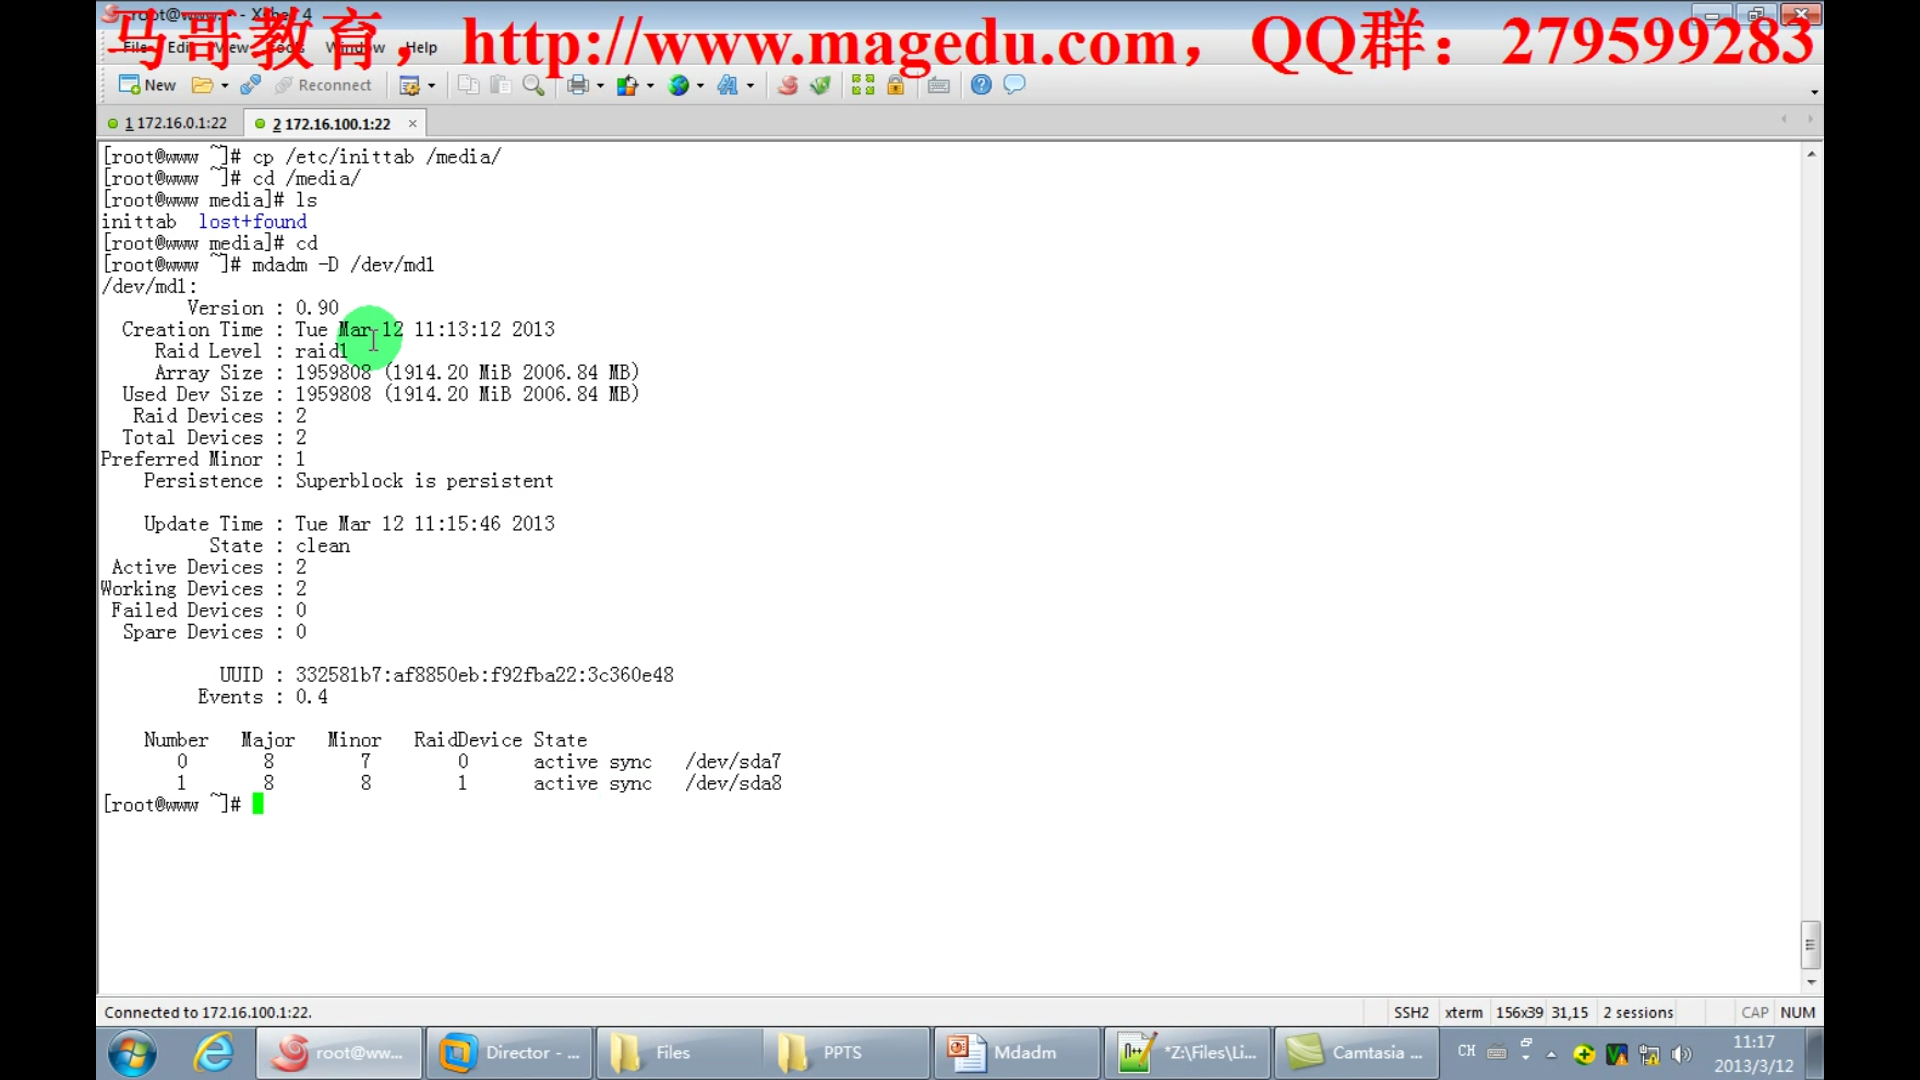 root@www:~ - Xshell 4
马哥教育，http://www.magedu.com，QQ群：279599283
File Edit View Tools Window Help
New Reconnect
1 172.16.0.1:22 2 172.16.100.1:22
[root@www ~]# cp /etc/inittab /media/
[root@www ~]# cd /media/
[root@www media]# ls
inittab lost+found
[root@www media]# cd
[root@www ~]# mdadm -D /dev/md1
/dev/md1:
Version : 0.90
Creation Time : Tue Mar 12 11:13:12 2013
Raid Level : raid1
Array Size : 1959808 (1914.20 MiB 2006.84 MB)
Used Dev Size : 1959808 (1914.20 MiB 2006.84 MB)
Raid Devices : 2
Total Devices : 2
Preferred Minor : 1
Persistence : Superblock is persistent
Update Time : Tue Mar 12 11:15:46 2013
State : clean
Active Devices : 2
Working Devices : 2
Failed Devices : 0
Spare Devices : 0
UUID : 332581b7:af8850eb:f92fba22:3c360e48
Events : 0.4
Number Major Minor RaidDevice State
0 8 7 0 active sync /dev/sda7
1 8 8 1 active sync /dev/sda8
[root@www ~]#
Connected to 172.16.100.1:22. SSH2 xterm 156x39 31,15 2 sessions CAP NUM
root@ww... Director - ... Files PPTS Mdadm *Z:\Files\Li... Camtasia ... CH 11:17
2013/3/12